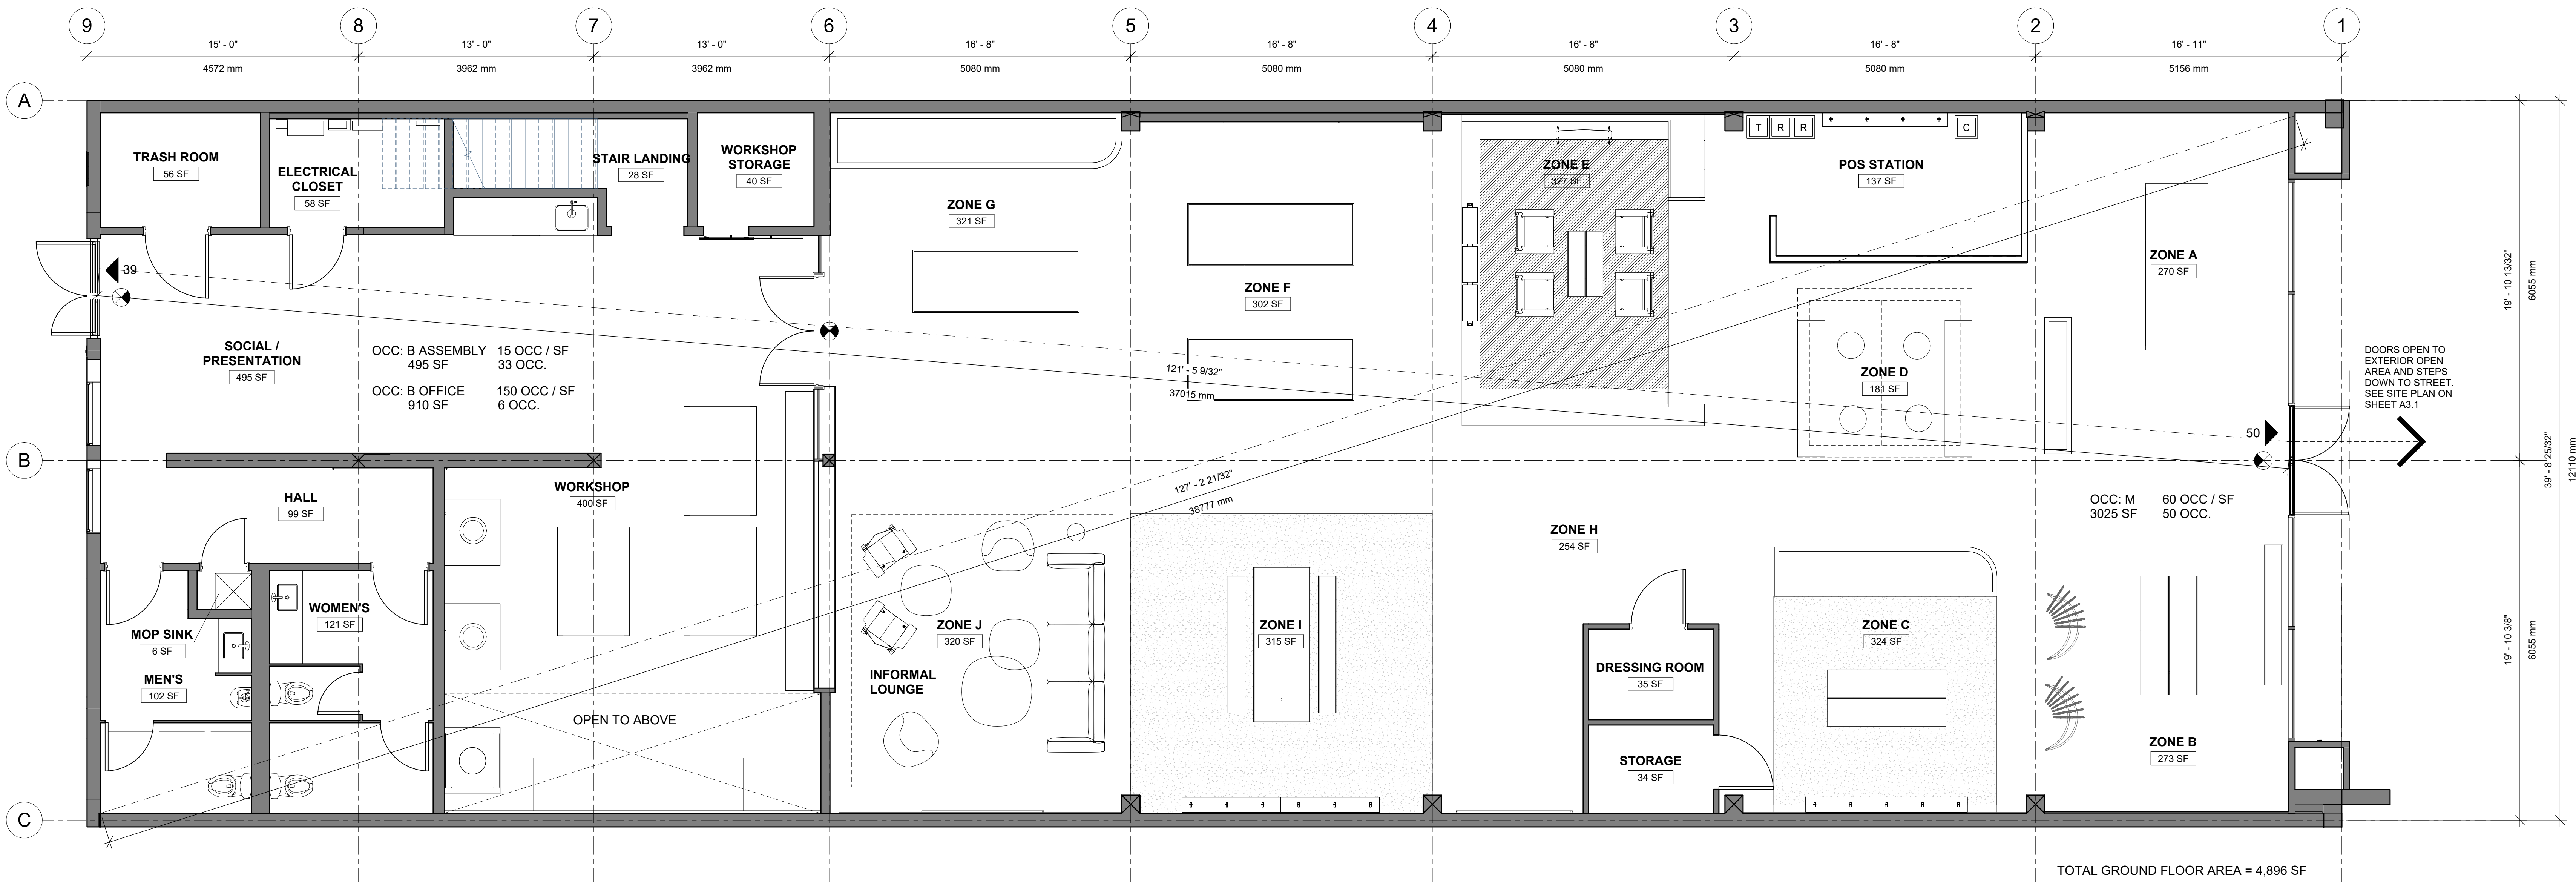 9
8
7
6
5
4
3
2
1
15' - 0"
13' - 0"
13' - 0"
16' - 8"
16' - 8"
16' - 8"
16' - 8"
16' - 11"
4572 mm
3962 mm
3962 mm
5080 mm
5080 mm
5080 mm
5080 mm
5156 mm
A
TRASH ROOM
56 SF
ELECTRICAL
CLOSET
58 SF
STAIR LANDING
28 SF
WORKSHOP
STORAGE
40 SF
ZONE G
321 SF
ZONE F
302 SF
ZONE E
327 SF
T R R
C
POS STATION
137 SF
ZONE A
270 SF
19' - 10 13/32"
6055 mm
39
SOCIAL /
PRESENTATION
495 SF
OCC: B ASSEMBLY 15 OCC / SF
495 SF 33 OCC.
OCC: B OFFICE 150 OCC / SF
910 SF 6 OCC.
121' - 5 9/32"
37015 mm
ZONE D
181 SF
DOORS OPEN TO
EXTERIOR OPEN
AREA AND STEPS
DOWN TO STREET.
SEE SITE PLAN ON
SHEET A3.1
50
B
39' - 8 25/32"
12110 mm
HALL
99 SF
WORKSHOP
400 SF
127' - 2 21/32"
38777 mm
ZONE H
254 SF
OCC: M 60 OCC / SF
3025 SF 50 OCC.
WOMEN'S
121 SF
MOP SINK
6 SF
MEN'S
102 SF
ZONE J
320 SF
INFORMAL
LOUNGE
ZONE I
315 SF
DRESSING ROOM
35 SF
ZONE C
324 SF
19' - 10 3/8"
6055 mm
OPEN TO ABOVE
STORAGE
34 SF
ZONE B
273 SF
C
TOTAL GROUND FLOOR AREA = 4,896 SF